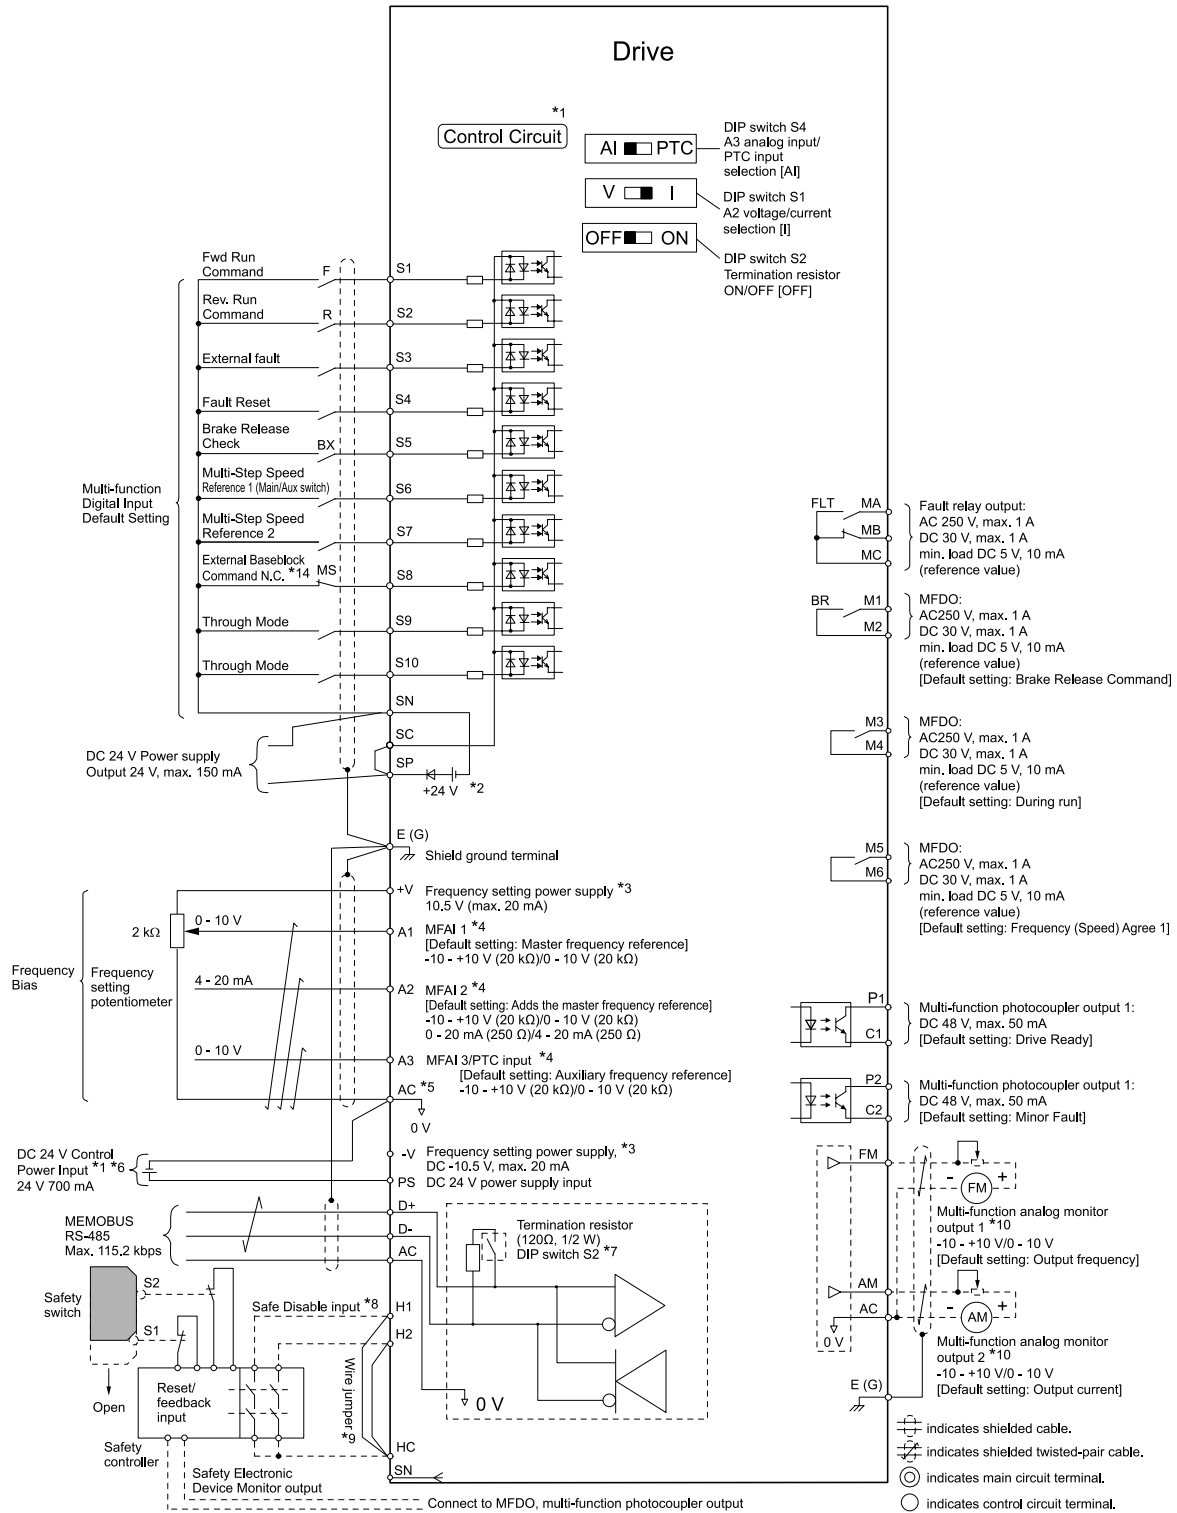 Drive
*1
Control Circuit
AI PTC
DIP switch S4
A3 analog input/
PTC input
selection [AI]
V I
DIP switch S1
A2 voltage/current
selection [I]
OFF ON
DIP switch S2
Termination resistor
ON/OFF [OFF]
Fwd Run
Command
F
S1
Rev. Run
Command
R
S2
External fault
S3
Fault Reset
S4
Brake Release
Check
BX
S5
Multi-Step Speed
Reference 1 (Main/Aux switch)
S6
Multi-Step Speed
Reference 2
S7
External Baseblock
Command N.C. *14
MS
S8
Through Mode
S9
Through Mode
S10
Multi-function
Digital Input
Default Setting
SN
SC
SP
DC 24 V Power supply
Output 24 V, max. 150 mA
+24 V
*2
E (G)
Shield ground terminal
+V
Frequency setting power supply *3
10.5 V (max. 20 mA)
2 kΩ
0 - 10 V
A1
MFAI 1 *4
[Default setting: Master frequency reference]
-10 - +10 V (20 kΩ)/0 - 10 V (20 kΩ)
Frequency
Bias
Frequency
setting
potentiometer
4 - 20 mA
A2
MFAI 2 *4
[Default setting: Adds the master frequency reference]
-10 - +10 V (20 kΩ)/0 - 10 V (20 kΩ)
0 - 20 mA (250 Ω)/4 - 20 mA (250 Ω)
0 - 10 V
A3
MFAI 3/PTC input *4
[Default setting: Auxiliary frequency reference]
-10 - +10 V (20 kΩ)/0 - 10 V (20 kΩ)
AC *5
0 V
DC 24 V Control
Power Input *1 *6
24 V 700 mA
-V
Frequency setting power supply, *3
DC -10.5 V, max. 20 mA
PS
DC 24 V power supply input
MEMOBUS
RS-485
Max. 115.2 kbps
D+
D-
AC
Termination resistor
(120Ω, 1/2 W)
DIP switch S2 *7
0 V
Safety
switch
S2
S1
Open
Reset/
feedback
input
Safety
controller
Safe Disable input *8
H1
H2
Wire jumper *9
HC
SN
Safety Electronic
Device Monitor output
Connect to MFDO, multi-function photocoupler output
FLT
MA
MB
MC
Fault relay output:
AC 250 V, max. 1 A
DC 30 V, max. 1 A
min. load DC 5 V, 10 mA
(reference value)
BR
M1
M2
MFDO:
AC250 V, max. 1 A
DC 30 V, max. 1 A
min. load DC 5 V, 10 mA
(reference value)
[Default setting: Brake Release Command]
M3
M4
MFDO:
AC250 V, max. 1 A
DC 30 V, max. 1 A
min. load DC 5 V, 10 mA
(reference value)
[Default setting: During run]
M5
M6
MFDO:
AC250 V, max. 1 A
DC 30 V, max. 1 A
min. load DC 5 V, 10 mA
(reference value)
[Default setting: Frequency (Speed) Agree 1]
P1
C1
Multi-function photocoupler output 1:
DC 48 V, max. 50 mA
[Default setting: Drive Ready]
P2
C2
Multi-function photocoupler output 1:
DC 48 V, max. 50 mA
[Default setting: Minor Fault]
FM
- FM +
Multi-function analog monitor
output 1 *10
-10 - +10 V/0 - 10 V
[Default setting: Output frequency]
AM
AC
0 V
- AM +
Multi-function analog monitor
output 2 *10
-10 - +10 V/0 - 10 V
[Default setting: Output current]
E (G)
indicates shielded cable.
indicates shielded twisted-pair cable.
indicates main circuit terminal.
indicates control circuit terminal.